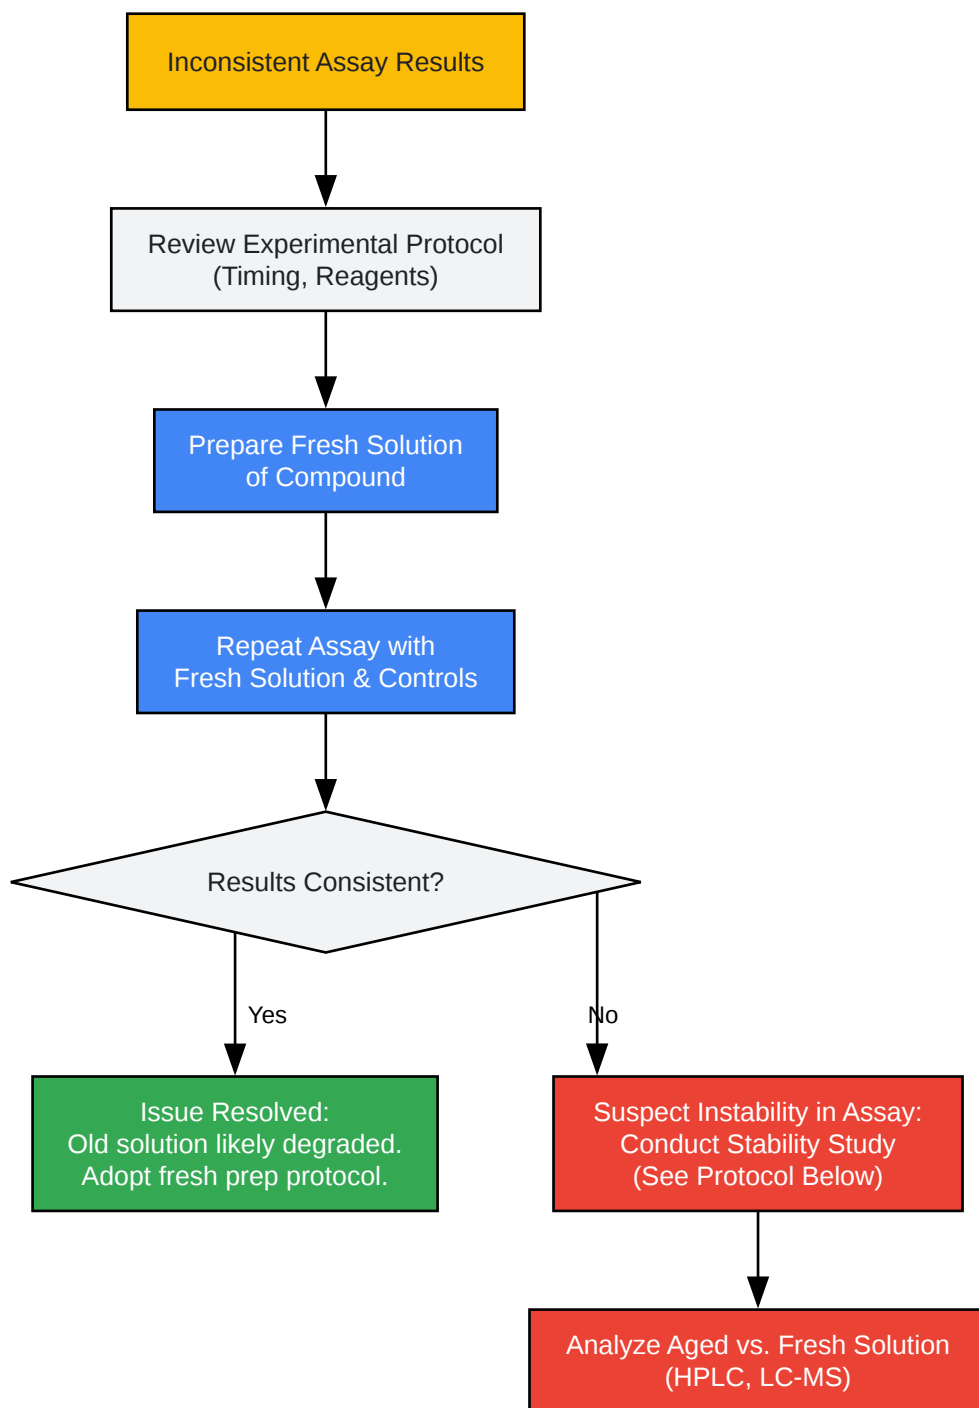 Inconsistent Assay Results
Review Experimental Protocol
(Timing, Reagents)
Prepare Fresh Solution
of Compound
Repeat Assay with
Fresh Solution & Controls
Results Consistent?
Yes
No
Issue Resolved:
Old solution likely degraded.
Adopt fresh prep protocol.
Suspect Instability in Assay:
Conduct Stability Study
(See Protocol Below)
Analyze Aged vs. Fresh Solution
(HPLC, LC-MS)